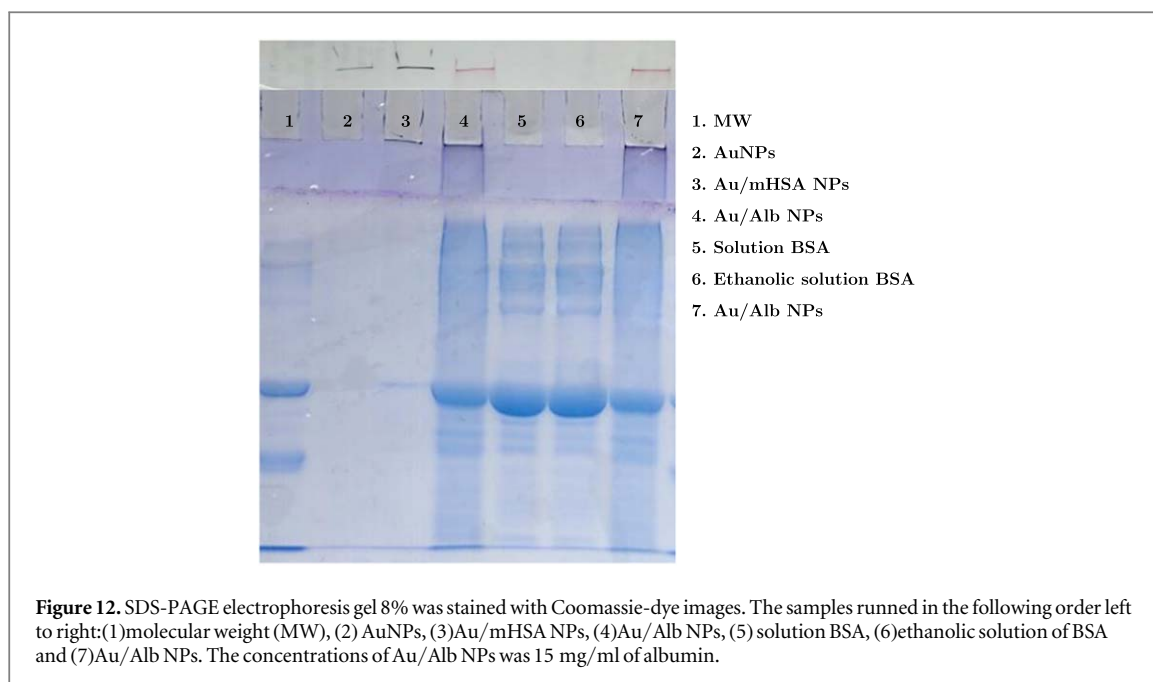 1 2 3 4 5 6 7
1. MW
2. AuNPs
3. Au/mHSA NPs
4. Au/Alb NPs
5. Solution BSA
6. Ethanolic solution BSA
7. Au/Alb NPs
Figure 12. SDS-PAGE electrophoresis gel 8% was stained with Coomassie-dye images. The samples runned in the following order left
to right:(1)molecular weight (MW), (2) AuNPs, (3)Au/mHSA NPs, (4)Au/Alb NPs, (5) solution BSA, (6)ethanolic solution of BSA
and (7)Au/Alb NPs. The concentrations of Au/Alb NPs was 15 mg/ml of albumin.